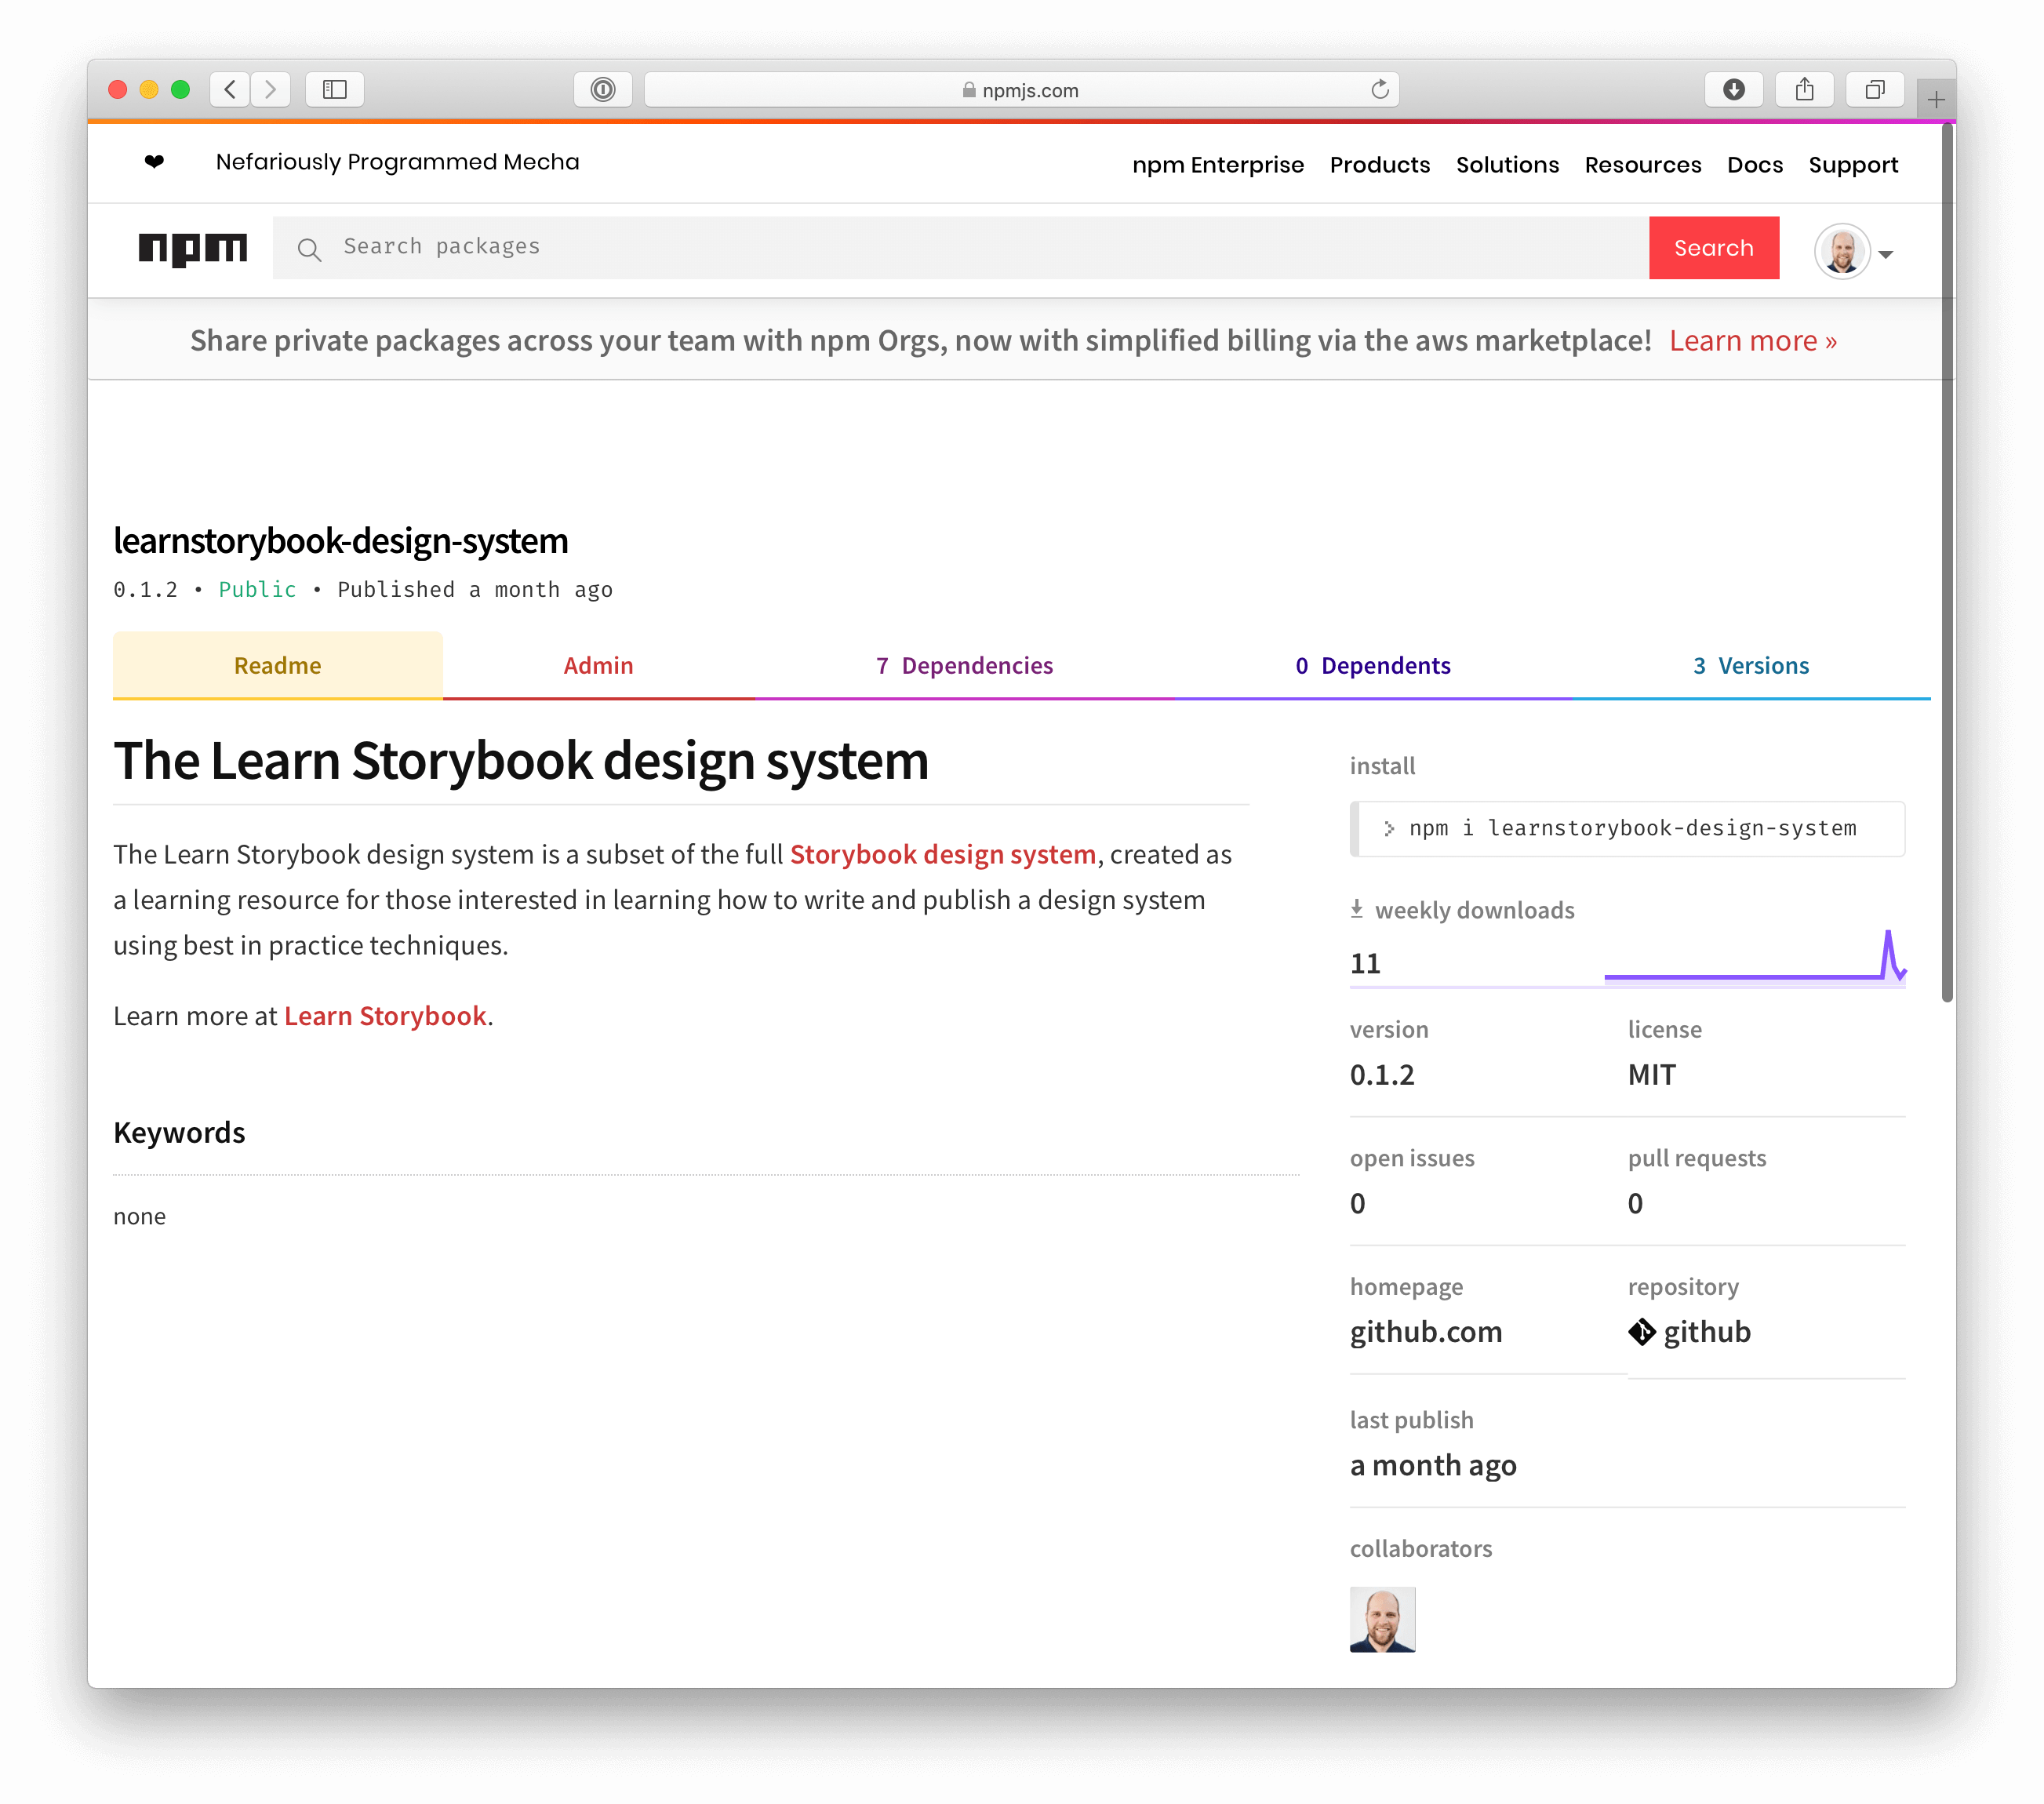 npmjs.com
❤ Nefariously Programmed Mecha
npm Enterprise Products Solutions Resources Docs Support
npm
Search packages
Search
Share private packages across your team with npm Orgs, now with simplified billing via the aws marketplace! Learn more »
learnstorybook-design-system
0.1.2 • Public • Published a month ago
Readme
Admin
7 Dependencies
0 Dependents
3 Versions
The Learn Storybook design system
The Learn Storybook design system is a subset of the full Storybook design system, created as
a learning resource for those interested in learning how to write and publish a design system
using best in practice techniques.
Learn more at Learn Storybook.
Keywords
none
install
npm i learnstorybook-design-system
weekly downloads
11
version
0.1.2
license
MIT
open issues
0
pull requests
0
homepage
github.com
repository
github
last publish
a month ago
collaborators